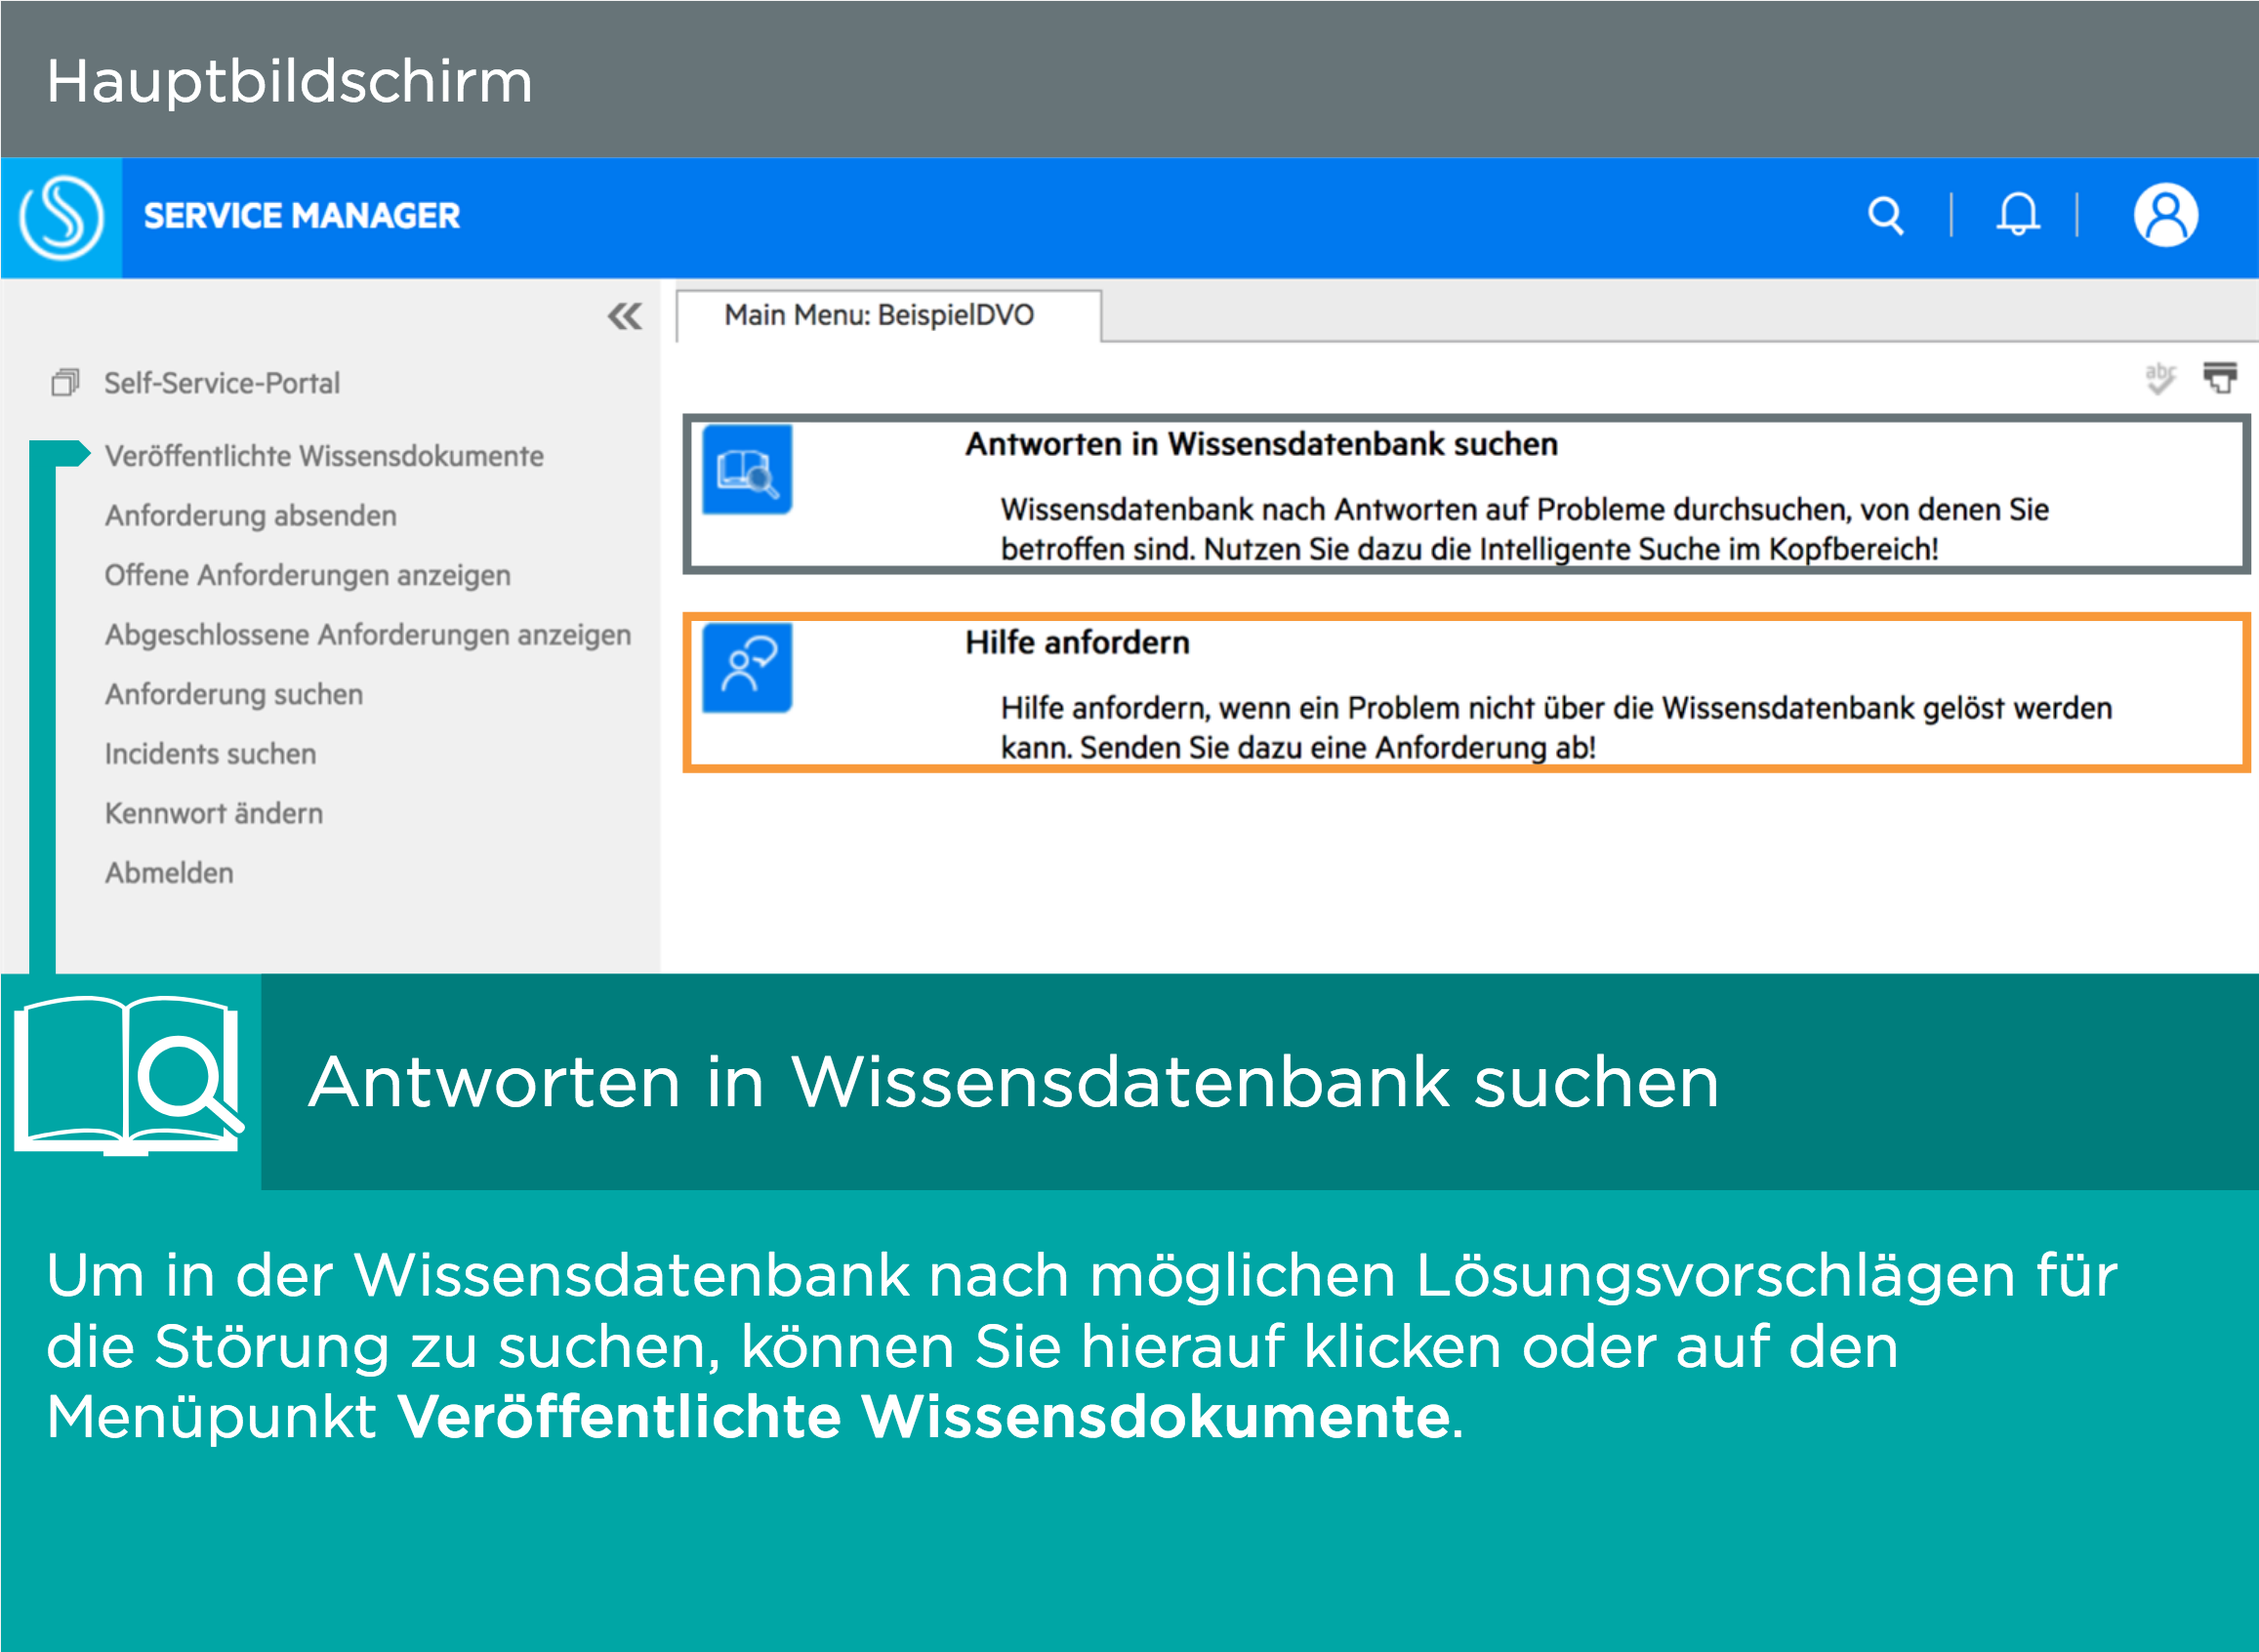 Hauptbildschirm
SERVICE MANAGER
Main Menu: BeispielDVO
Self-Service-Portal
Veröffentlichte Wissensdokumente
Anforderung absenden
Offene Anforderungen anzeigen
Abgeschlossene Anforderungen anzeigen
Anforderung suchen
Incidents suchen
Kennwort ändern
Abmelden
abc
Antworten in Wissensdatenbank suchen
Wissensdatenbank nach Antworten auf Probleme durchsuchen, von denen Sie
betroffen sind. Nutzen Sie dazu die Intelligente Suche im Kopfbereich!
Hilfe anfordern
Hilfe anfordern, wenn ein Problem nicht über die Wissensdatenbank gelöst werden
kann. Senden Sie dazu eine Anforderung ab!
Antworten in Wissensdatenbank suchen
Um in der Wissensdatenbank nach möglichen Lösungsvorschlägen für
die Störung zu suchen, können Sie hierauf klicken oder auf den
Menüpunkt Veröffentlichte Wissensdokumente.